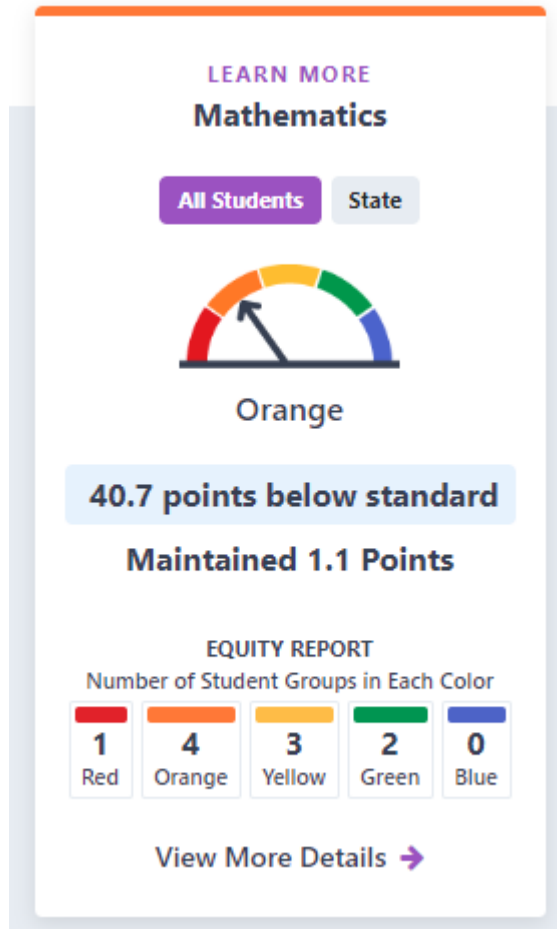 LEARN MORE
Mathematics
All Students State
Orange
40.7 points below standard
Maintained 1.1 Points
EQUITY REPORT
Number of Student Groups in Each Color
1 4 3 2 0
Red Orange Yellow Green Blue
View More Details